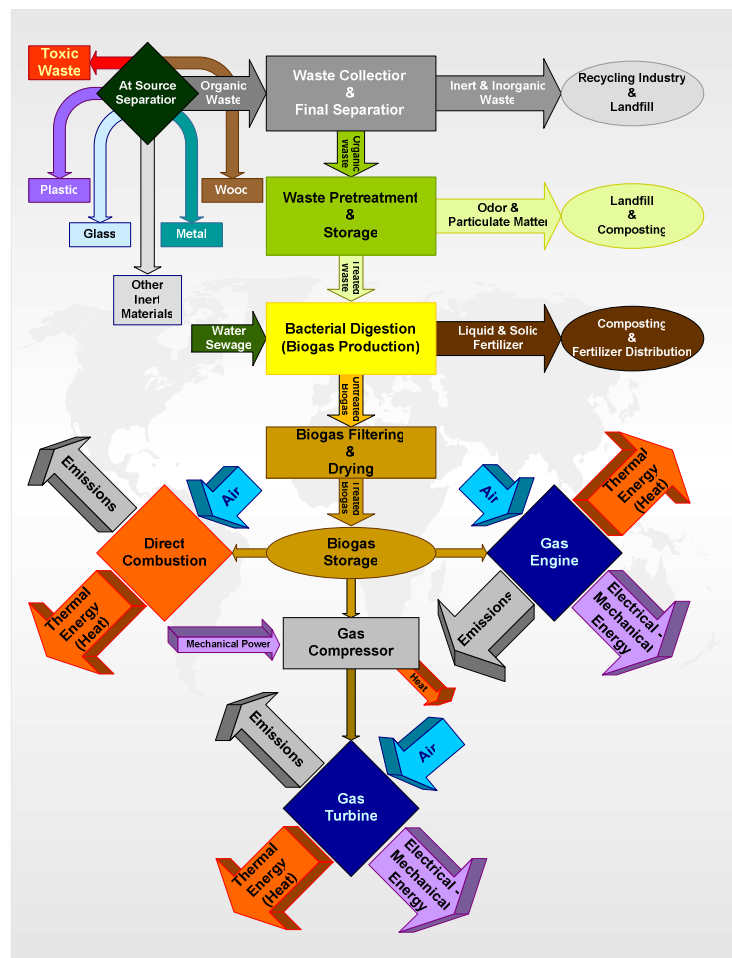 Toxic
Waste
At Source
Separation
Organic
Waste
Waste Collection
&
Final Separation
Inert & Inorganic
Waste
Recycling Industry
&
Landfill
Organic
Waste
Plastic
Wood
Glass
Metal
Other
Inert
Materials
Waste Pretreatment
&
Storage
Odor &
Particulate Matter
Landfill
&
Composting
Treated
Waste
Water
Sewage
Bacterial Digestion
(Biogas Production)
Liquid & Solid
Fertilizer
Composting
&
Fertilizer Distribution
Untreated
Biogas
Biogas Filtering
&
Drying
Treated
Biogas
Emissions
Air
Direct
Combustion
Thermal
Energy
(Heat)
Biogas
Storage
Air
Thermal
Energy
(Heat)
Gas
Engine
Emissions
Electrical -
Mechanical
Energy
Mechanical Power
Gas
Compressor
Heat
Emissions
Air
Gas
Turbine
Thermal
Energy
(Heat)
Electrical -
Mechanical
Energy